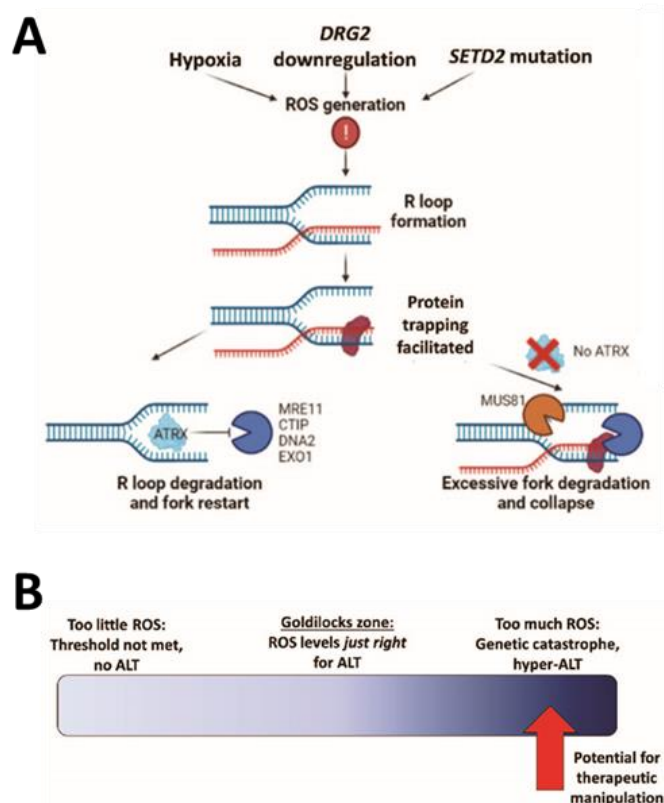 A
Hypoxia
DRG2
downregulation
SETD2 mutation
ROS generation
!
R loop
formation
Protein
trapping
facilitated
No ATRX
ATRX
MRE11
CTIP
DNA2
EXO1
MUS81
R loop degradation
and fork restart
Excessive fork degradation
and collapse
B
Too little ROS:
Threshold not met,
no ALT
Goldilocks zone:
ROS levels just right
for ALT
Too much ROS:
Genetic catastrophe,
hyper-ALT
Potential for
therapeutic
manipulation